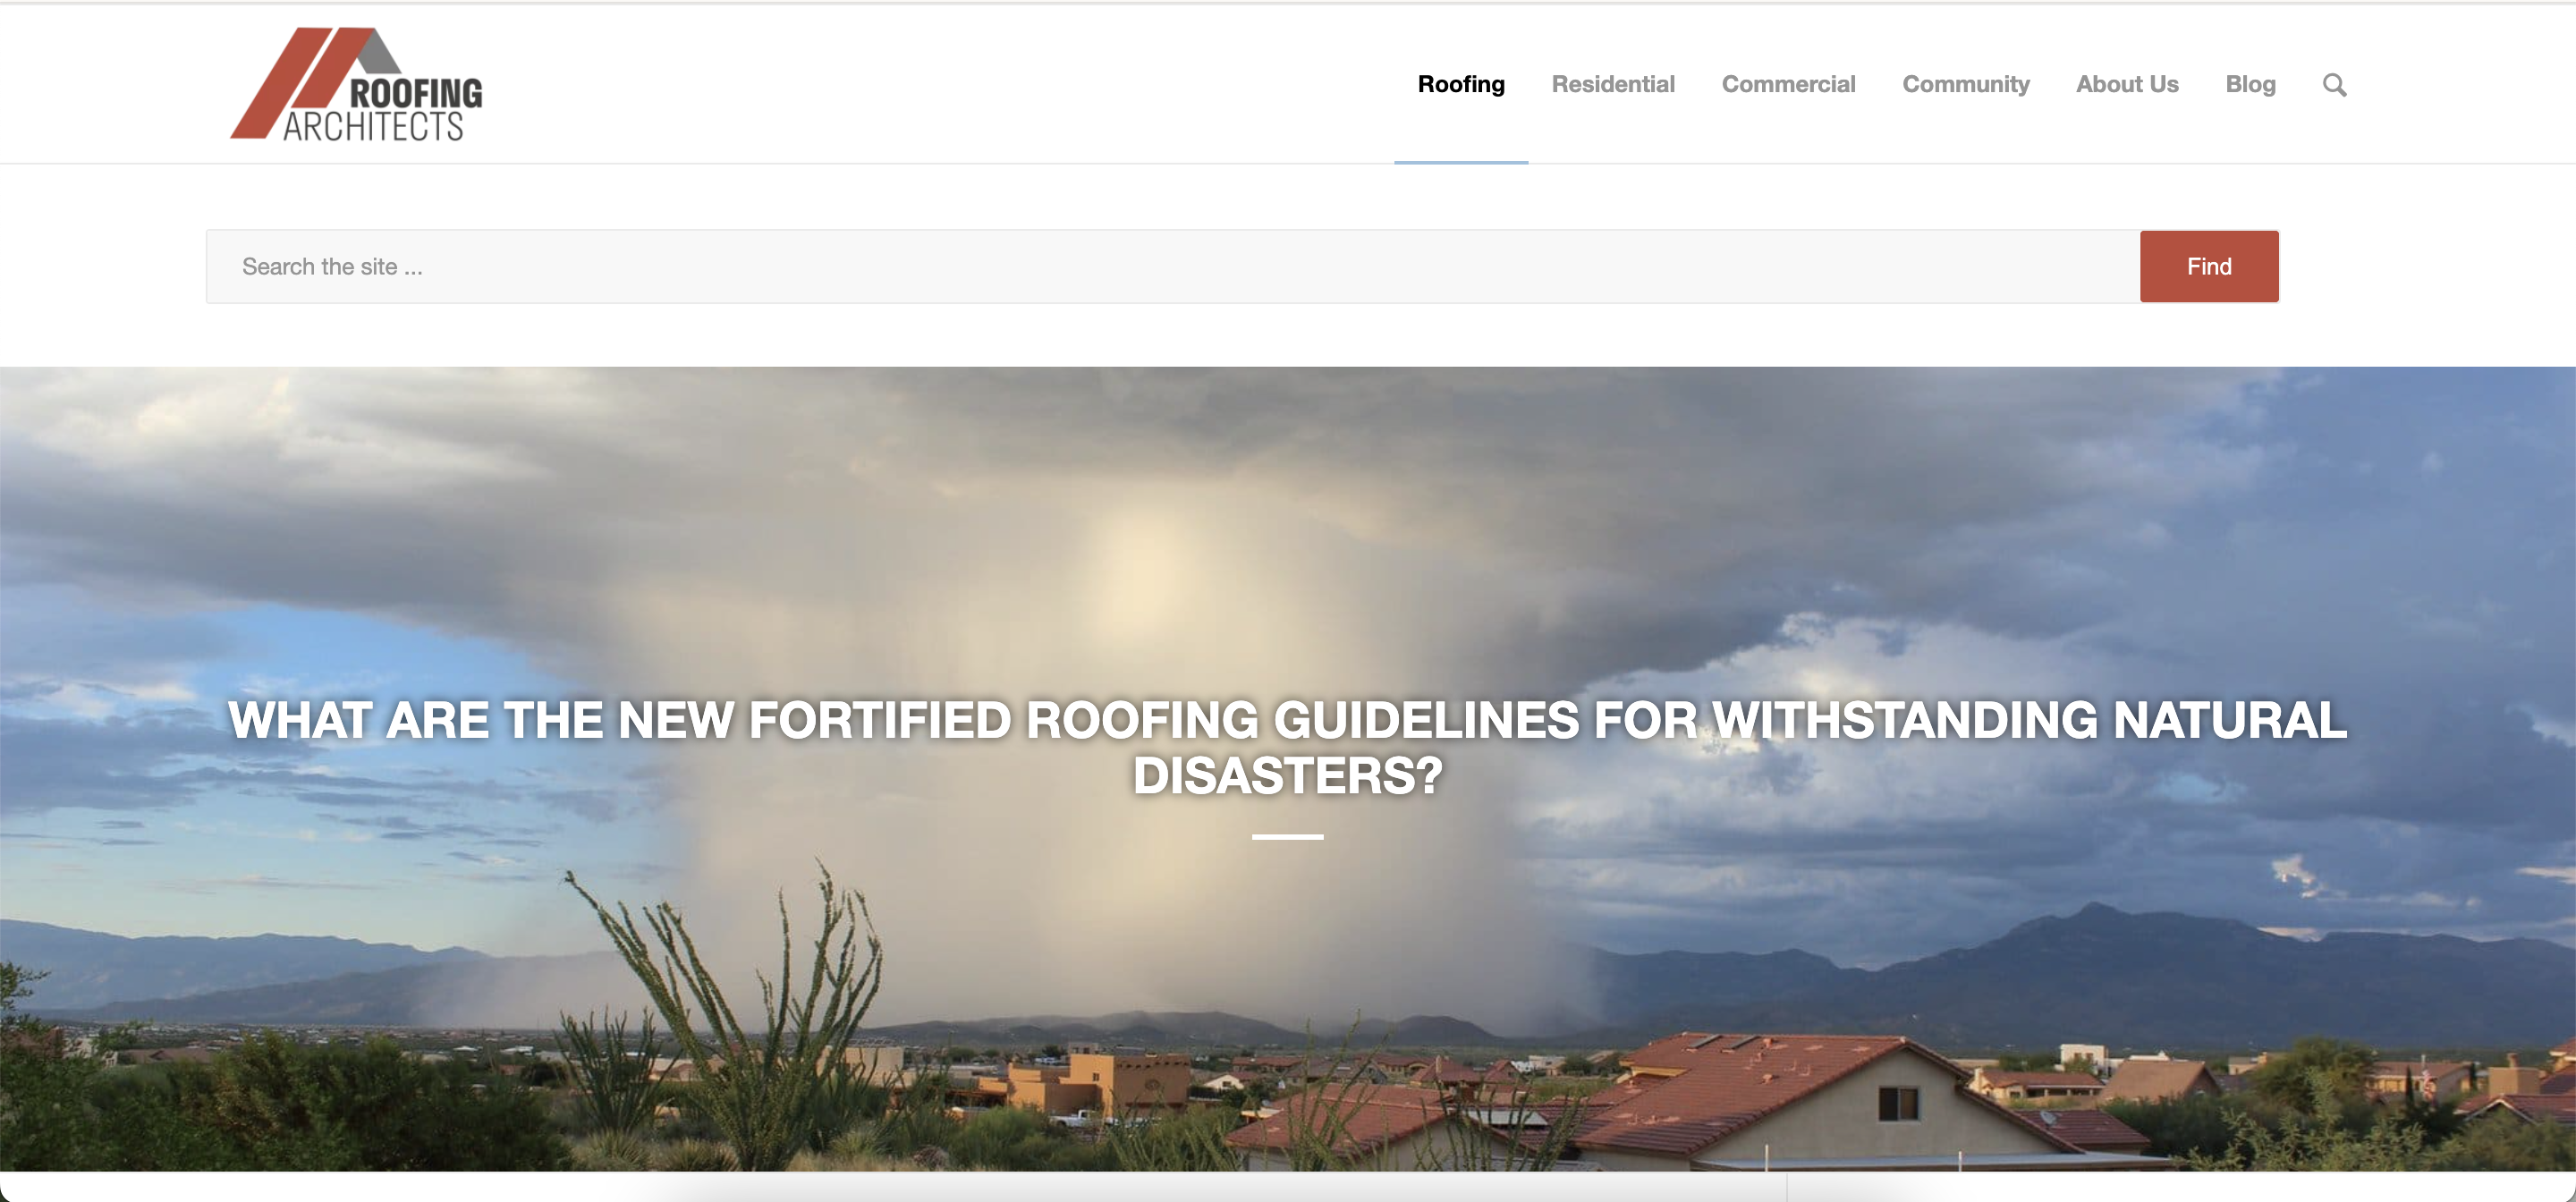 ROOFING
ARCHITECTS
Roofing Residential Commercial Community About Us Blog
Search the site ...
Find
WHAT ARE THE NEW FORTIFIED ROOFING GUIDELINES FOR WITHSTANDING NATURAL
DISASTERS?